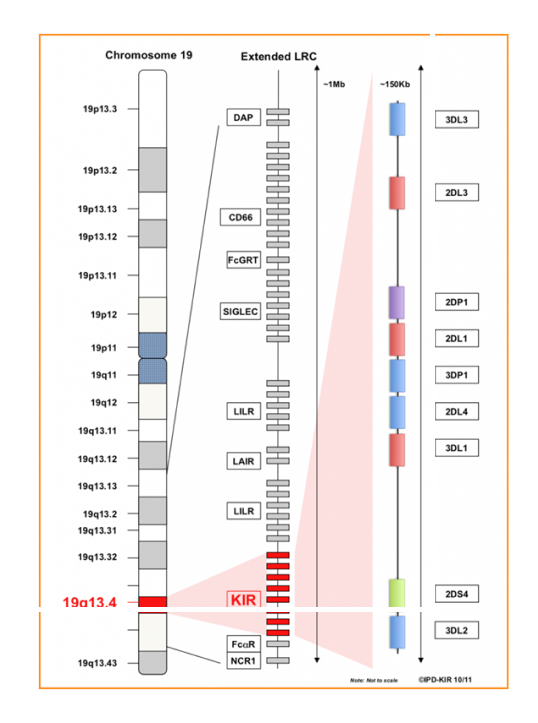 Chromosome 19
Extended LRC
~1Mb
~150Kb
19p13.3
19p13.2
19p13.13
19p13.12
19p13.11
19p12
19p11
19q11
19q12
19q13.11
19q13.12
19q13.13
19q13.2
19q13.31
19q13.32
19q13.4
19q13.43
DAP
CD66
FcGRT
SIGLEC
LILR
LAIR
LILR
KIR
FcαR
NCR1
3DL3
2DL3
2DP1
2DL1
3DP1
2DL4
3DL1
2DS4
3DL2
Note: Not to scale
©IPD-KIR 10/11